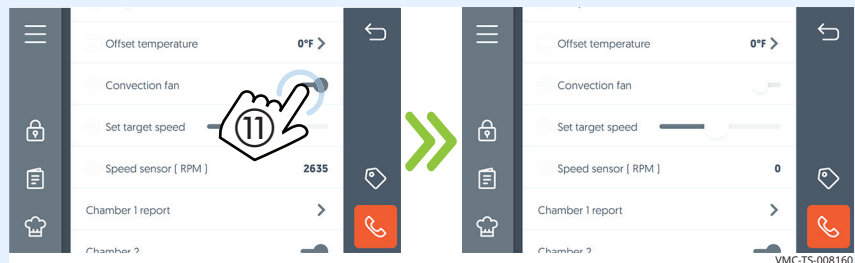 Offset temperature 0°F
Convection fan
11
Set target speed
Speed sensor ( RPM ) 2635
Chamber 1 report
Chamber 2
Offset temperature 0°F
Convection fan
Set target speed
Speed sensor ( RPM ) 0
Chamber 1 report
Chamber 2
VMC-TS-008160